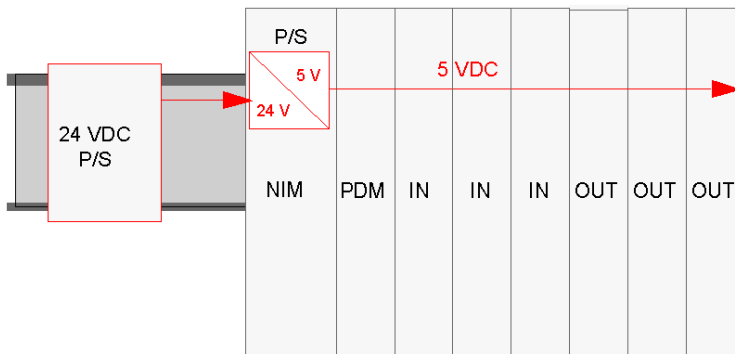 P/S
5 V
24 V
5 VDC
24 VDC
P/S
NIM
PDM
IN
IN
IN
OUT
OUT
OUT